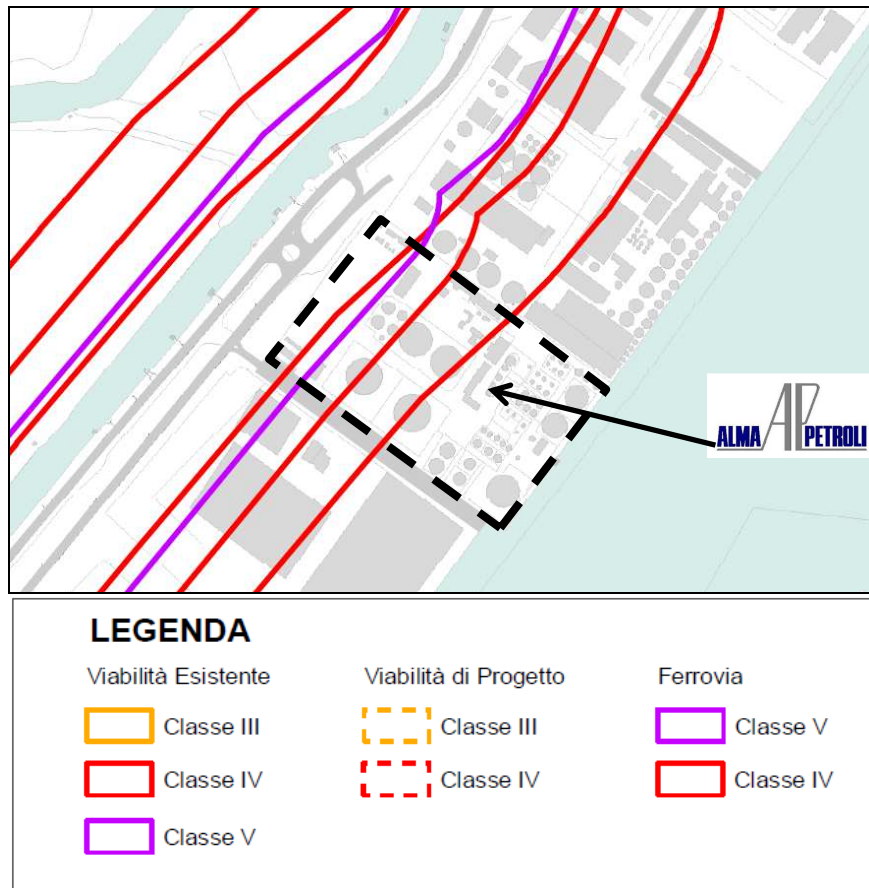 ALMA AP PETROLI
LEGENDA
Viabilità Esistente
Viabilità di Progetto
Ferrovia
Classe III
Classe III
Classe V
Classe IV
Classe IV
Classe IV
Classe V